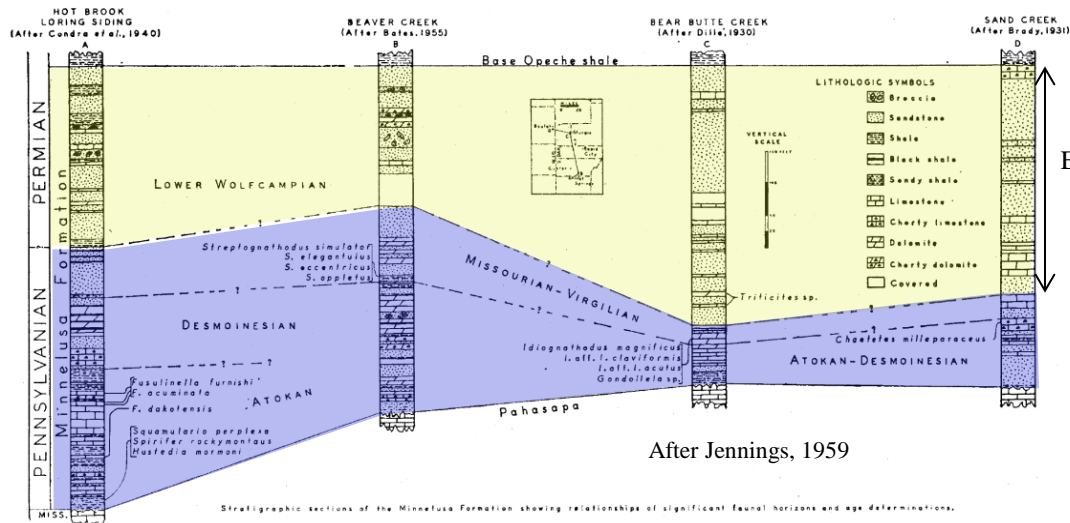 HOT BROOK
LORING SIDING
(After Condra et al., 1940)
A
BEAVER CREEK
(After Bates, 1955)
B
BEAR BUTTE CREEK
(After Dille', 1930)
C
SAND CREEK
(After Brady, 1931)
D
Base Opeche shale
LITHOLOGIC SYMBOLS
Breccia
Sandstone
Shale
Black shale
Sandy shale
Limestone
Cherty limestone
Dolomite
Cherty dolomite
Covered
VERTICAL
SCALE
PERMIAN
PENNSYLVANIAN
MISS.
Minnelusa Formation
LOWER WOLFCAMPIAN
?
?
?
Streptognathodus simulator
S. elegantulus
S. eccentricus
S. oppletus
MISSOURIAN-VIRGILIAN
Triticites sp.
?
?
?
DESMOINESIAN
Idiognathodus magnificus
I. aff. I. claviformis
I. aff. I. acutus
Gondolella sp.
Chaetetes milleporaceus
ATOKAN-DESMOINESIAN
?
?
Fusulinella furnishi
F. acuminata
F. dakotensis
ATOKAN
Squamularia perplexa
Spirifer rockymontaus
Hustedia mormoni
Pahasapa
After Jennings, 1959
Stratigraphic sections of the Minnelusa Formation showing relationships of significant faunal horizons and age determinations.